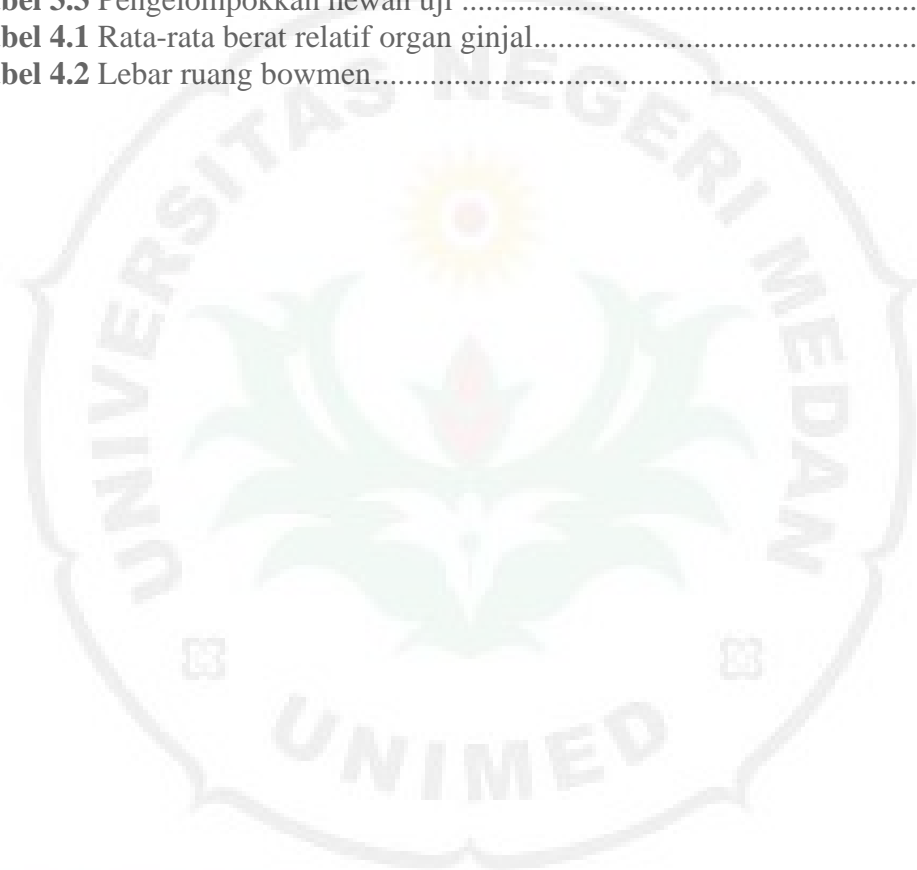 bel 3.3 Pengelompokkan hewan uji
bel 4.1 Rata-rata berat relatif organ ginjal
bel 4.2 Lebar ruang bowmen
UNIVERSITAS NEGERI MEDAN
UNIMED